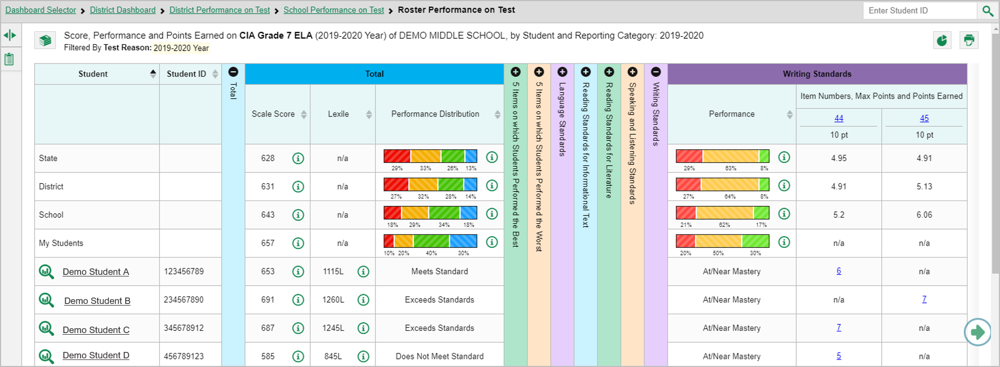 Dashboard Selector > District Dashboard > District Performance on Test > School Performance on Test > Roster Performance on Test
Enter Student ID
Score, Performance and Points Earned on CIA Grade 7 ELA (2019-2020 Year) of DEMO MIDDLE SCHOOL, by Student and Reporting Category: 2019-2020
Filtered By Test Reason: 2019-2020 Year
Student
Student ID
Total
Total
5 Items on which Students Performed the Best
5 Items on which Students Performed the Worst
Language Standards
Reading Standards for Informational Text
Reading Standards for Literature
Speaking and Listening Standards
Writing Standards
Writing Standards
Scale Score
Lexile
Performance Distribution
Performance
Item Numbers, Max Points and Points Earned
44 45
10 pt 10 pt
State 628 n/a 29% 33% 26% 13% 29% 63% 8% 4.95 4.91
District 631 n/a 27% 32% 28% 14% 27% 64% 8% 4.91 5.13
School 643 n/a 18% 29% 34% 18% 21% 62% 17% 5.2 6.06
My Students 657 n/a 10% 20% 40% 30% 20% 50% 30% n/a n/a
Demo Student A 123456789 653 1115L Meets Standard At/Near Mastery 6 n/a
Demo Student B 234567890 691 1260L Exceeds Standards At/Near Mastery n/a 7
Demo Student C 345678912 687 1245L Exceeds Standards At/Near Mastery 7 n/a
Demo Student D 456789123 585 845L Does Not Meet Standard At/Near Mastery 5 n/a